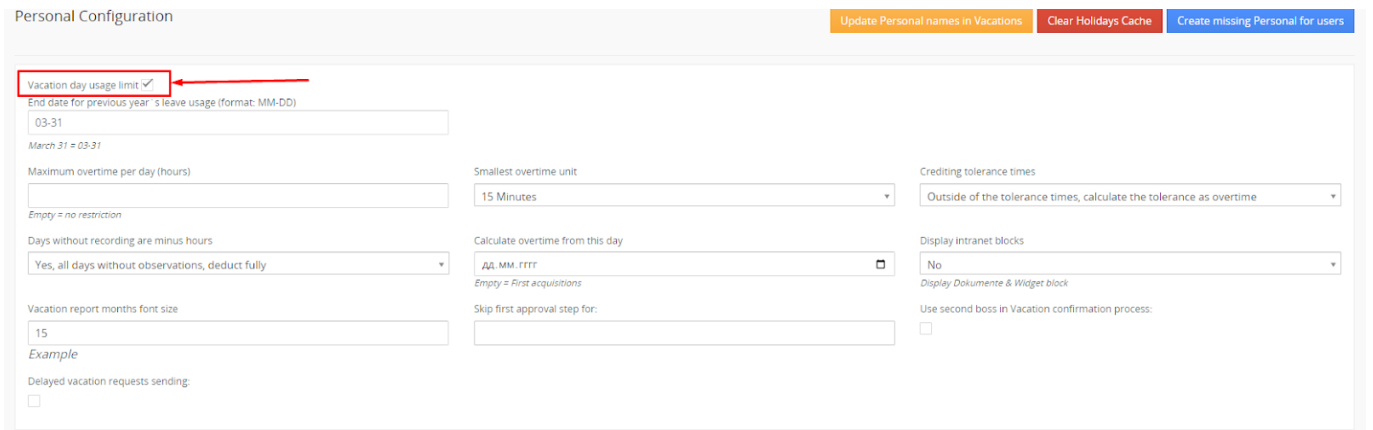 Personal Configuration
Update Personal names in Vacations
Clear Holidays Cache
Create missing Personal for users
Vacation day usage limit
End date for previous year`s leave usage (format: MM-DD)
03-31
March 31 = 03-31
Maximum overtime per day (hours)
Smallest overtime unit
Crediting tolerance times
15 Minutes
Outside of the tolerance times, calculate the tolerance as overtime
Empty = no restriction
Days without recording are minus hours
Calculate overtime from this day
Display intranet blocks
Yes, all days without observations, deduct fully
дд.мм.гггг
No
Empty = First acquisitions
Display Dokumente & Widget block
Vacation report months font size
Skip first approval step for:
Use second boss in Vacation confirmation process:
15
Example
Delayed vacation requests sending: